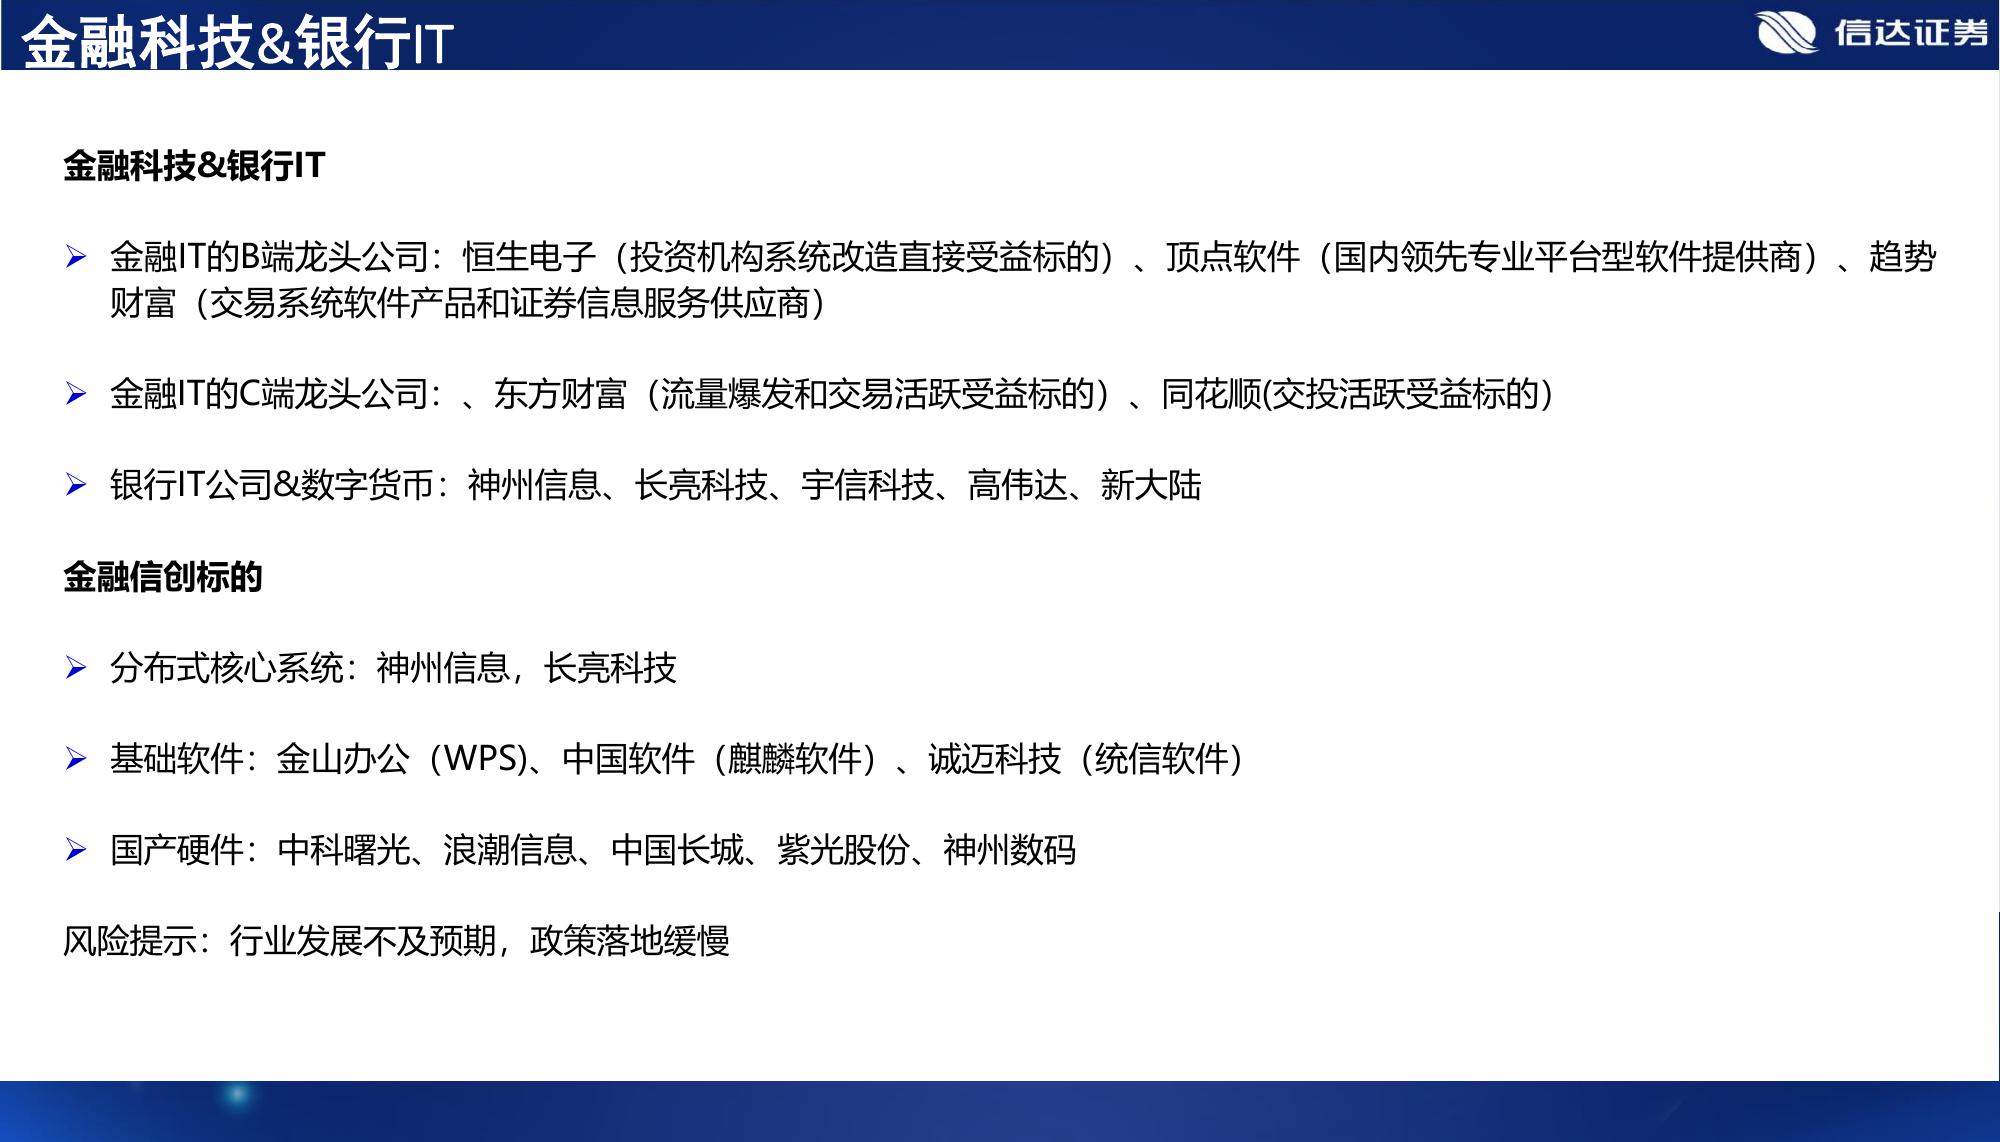 金融科技&银行IT
信达证券
金融科技&银行IT
金融IT的B端龙头公司：恒生电子（投资机构系统改造直接受益标的）、顶点软件（国内领先专业平台型软件提供商）、趋势
财富（交易系统软件产品和证券信息服务供应商）
金融IT的C端龙头公司：、东方财富（流量爆发和交易活跃受益标的）、同花顺(交投活跃受益标的）
银行IT公司&数字货币：神州信息、长亮科技、宇信科技、高伟达、新大陆
金融信创标的
分布式核心系统：神州信息，长亮科技
基础软件：金山办公（WPS)、中国软件（麒麟软件）、诚迈科技（统信软件）
国产硬件：中科曙光、浪潮信息、中国长城、紫光股份、神州数码
风险提示：行业发展不及预期，政策落地缓慢